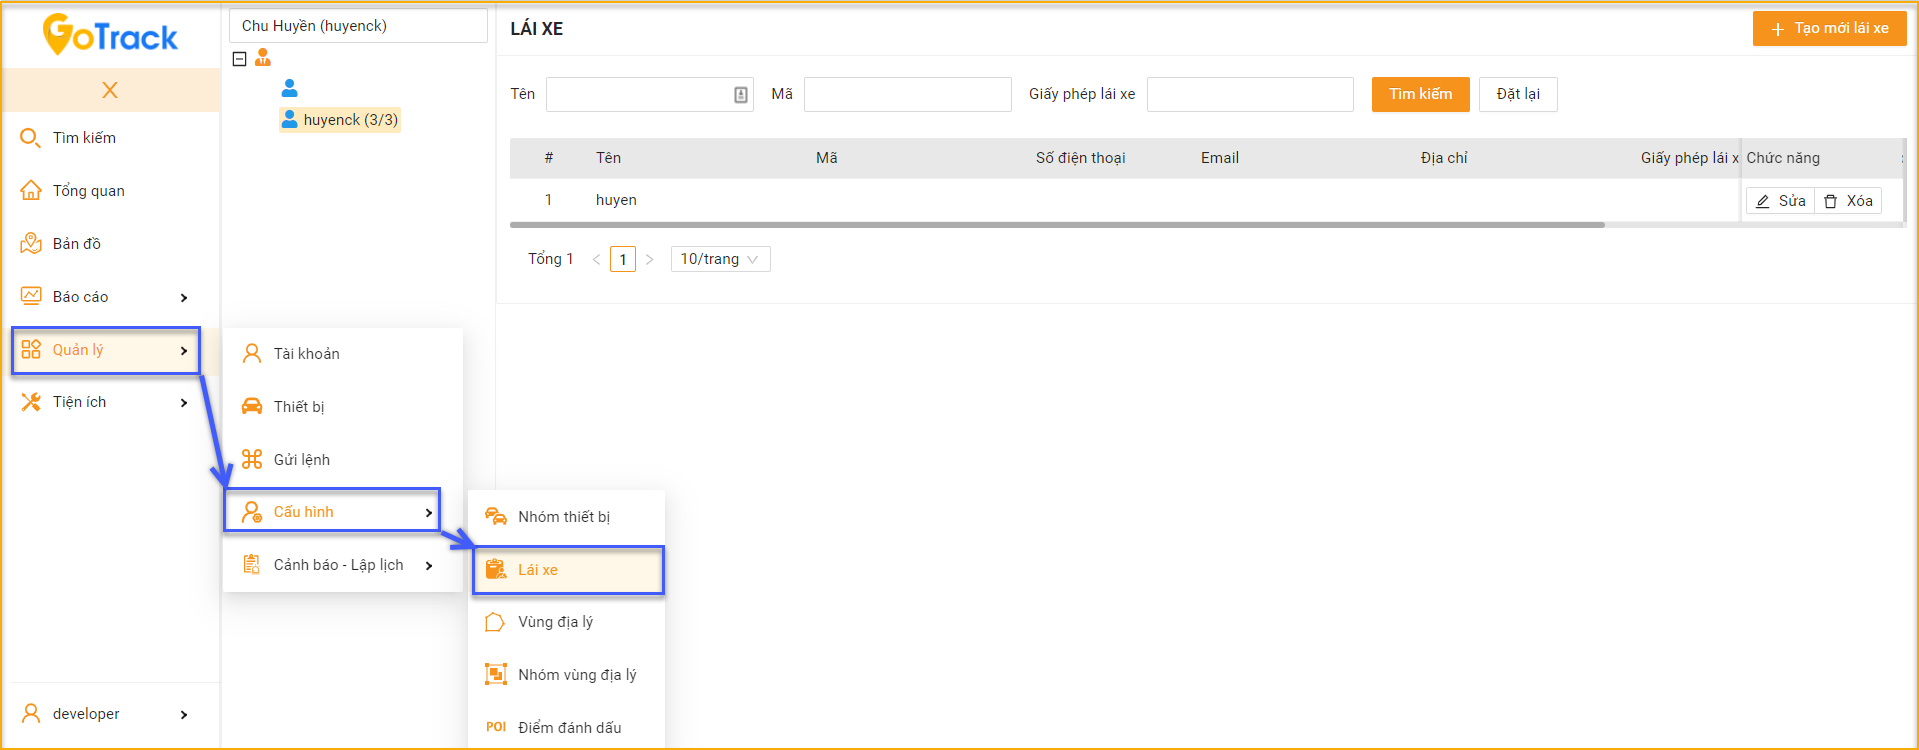 GoTrack
X
Tìm kiếm
Tổng quan
Bản đồ
Báo cáo
Quản lý
Tiện ích
developer
Chu Huyền (huyenck)
huyenck (3/3)
Tài khoản
Thiết bị
Gửi lệnh
Cấu hình
Cảnh báo - Lập lịch
Nhóm thiết bị
Lái xe
Vùng địa lý
Nhóm vùng địa lý
POI Điểm đánh dấu
LÁI XE
+ Tạo mới lái xe
Tên Mã Giấy phép lái xe Tìm kiếm Đặt lại
# Tên Mã Số điện thoại Email Địa chỉ Giấy phép lái x Chức năng
1 huyen Sửa Xóa
Tổng 1 < 1 > 10/trang